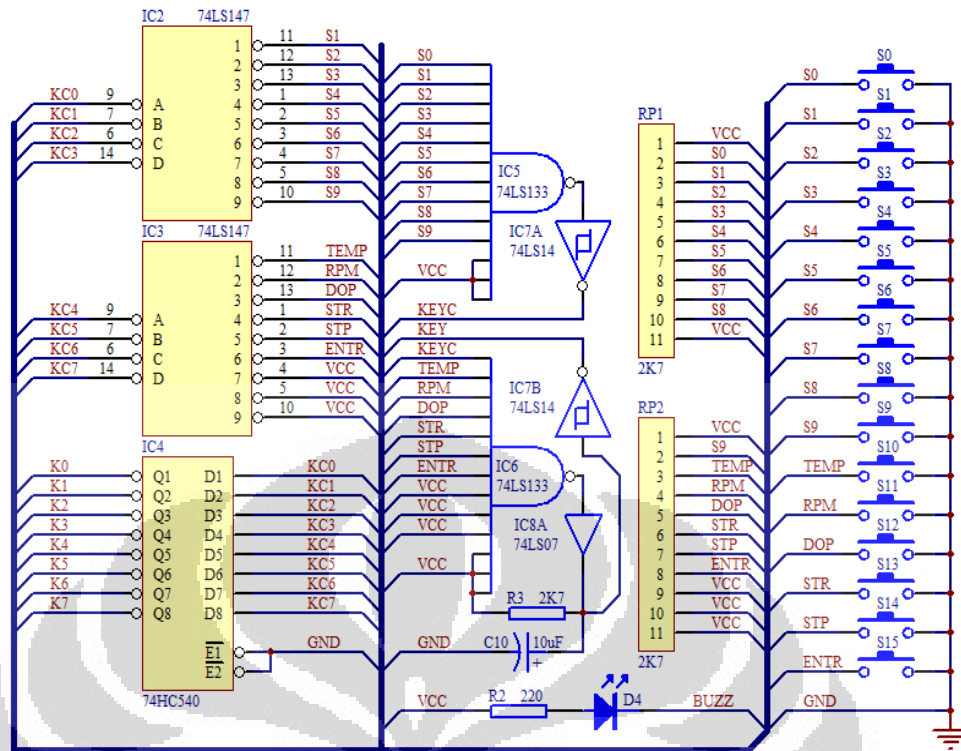 IC2 74LS147
KC0 9 A 1 11 S1
KC1 7 B 2 12 S2
KC2 6 C 3 13 S3
KC3 14 D 4 1 S4
5 2 S5
6 3 S6
7 4 S7
8 5 S8
9 10 S9
IC3 74LS147
KC4 9 A 1 11 TEMP
KC5 7 B 2 12 RPM
KC6 6 C 3 13 DOP
KC7 14 D 4 1 STR
5 2 STP
6 3 ENTR
7 4 VCC
8 5 VCC
9 10 VCC
IC4
K0 Q1 D1 KC0
K1 Q2 D2 KC1
K2 Q3 D3 KC2
K3 Q4 D4 KC3
K4 Q5 D5 KC4
K5 Q6 D6 KC5
K6 Q7 D7 KC6
K7 Q8 D8 KC7
E1 GND
E2
74HC540
S0
S1
S2
S3
S4
S5
S6
S7
S8
S9
VCC
IC5
74LS133
IC7A
74LS14
KEYC
KEY
KEYC
TEMP
RPM
DOP
STR
STP
ENTR
VCC
VCC
VCC
VCC
IC7B
74LS14
IC6
74LS133
IC8A
74LS07
R3 2K7
GND C10 10uF
+
VCC R2 220 D4 BUZZ
RP1
1 VCC
2 S0
3 S1
4 S2
5 S3
6 S4
7 S5
8 S6
9 S7
10 S8
11 VCC
2K7
RP2
1 VCC
2 S9
3 TEMP
4 RPM
5 DOP
6 STR
7 STP
8 ENTR
9 VCC
10 VCC
11 VCC
2K7
S0 S0
S1 S1
S2 S2
S3 S3
S4 S4
S5 S5
S6 S6
S7 S7
S8 S8
S9 S9
TEMP S10
RPM S11
DOP S12
STR S13
STP S14
ENTR S15
GND